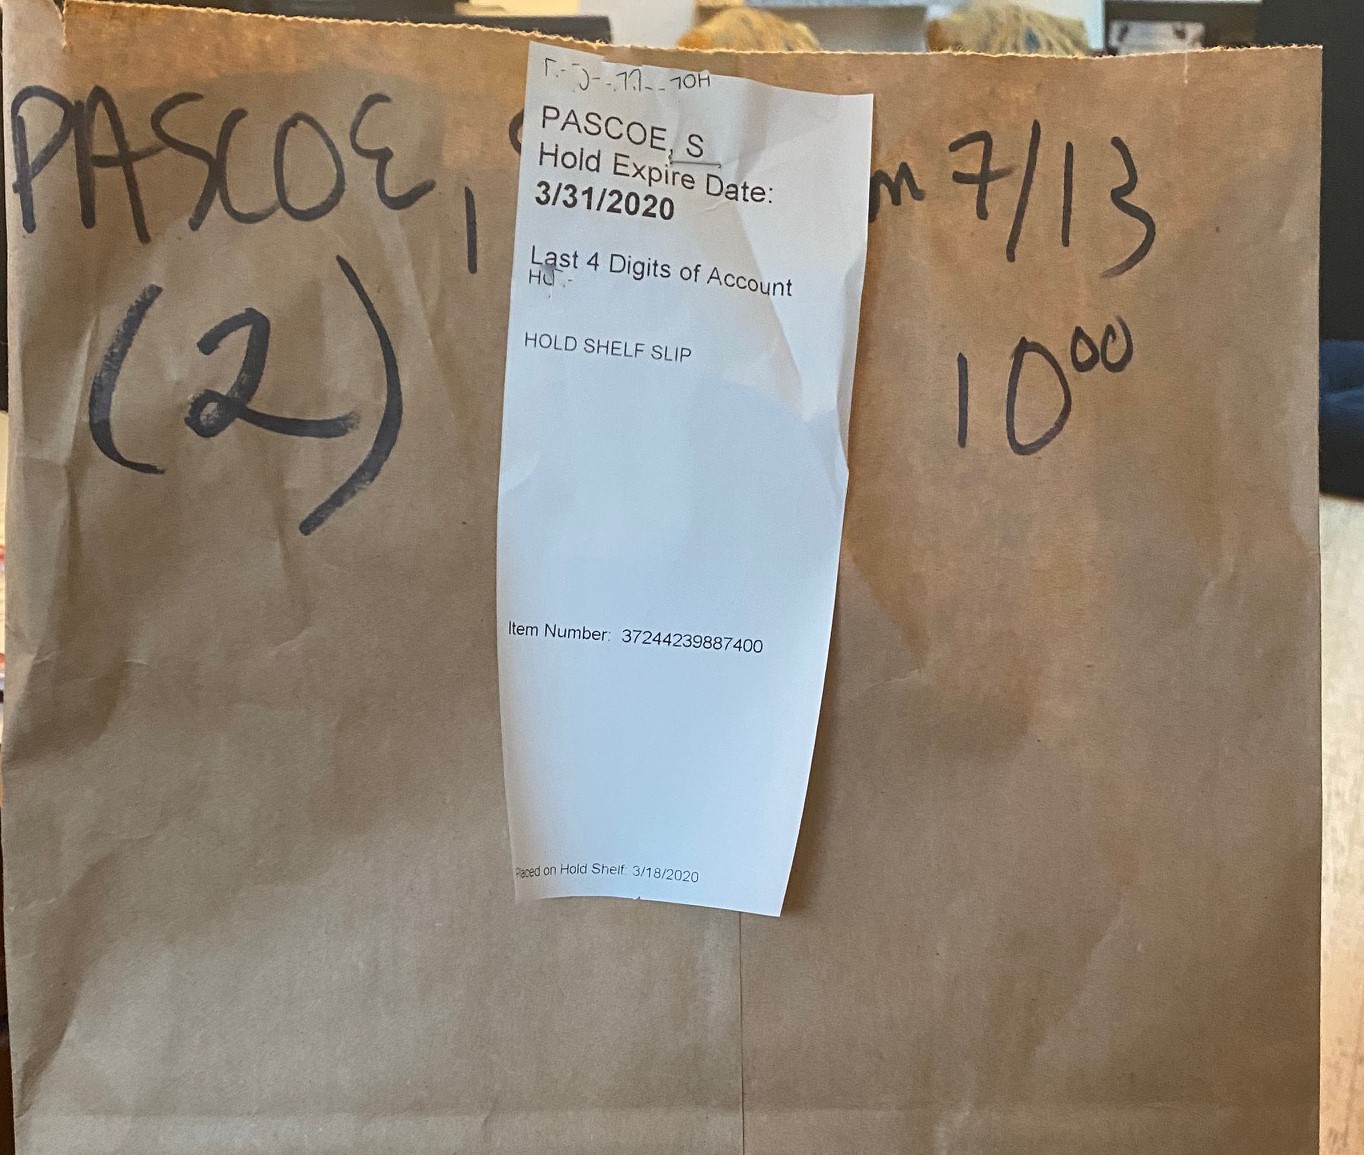 PASCOE, m 7/13
(2) 10⁰⁰
PASCOE, S
Hold Expire Date:
3/31/2020
Last 4 Digits of Account
HOLD SHELF SLIP
Item Number: 37244239887400
Placed on Hold Shelf: 3/18/2020